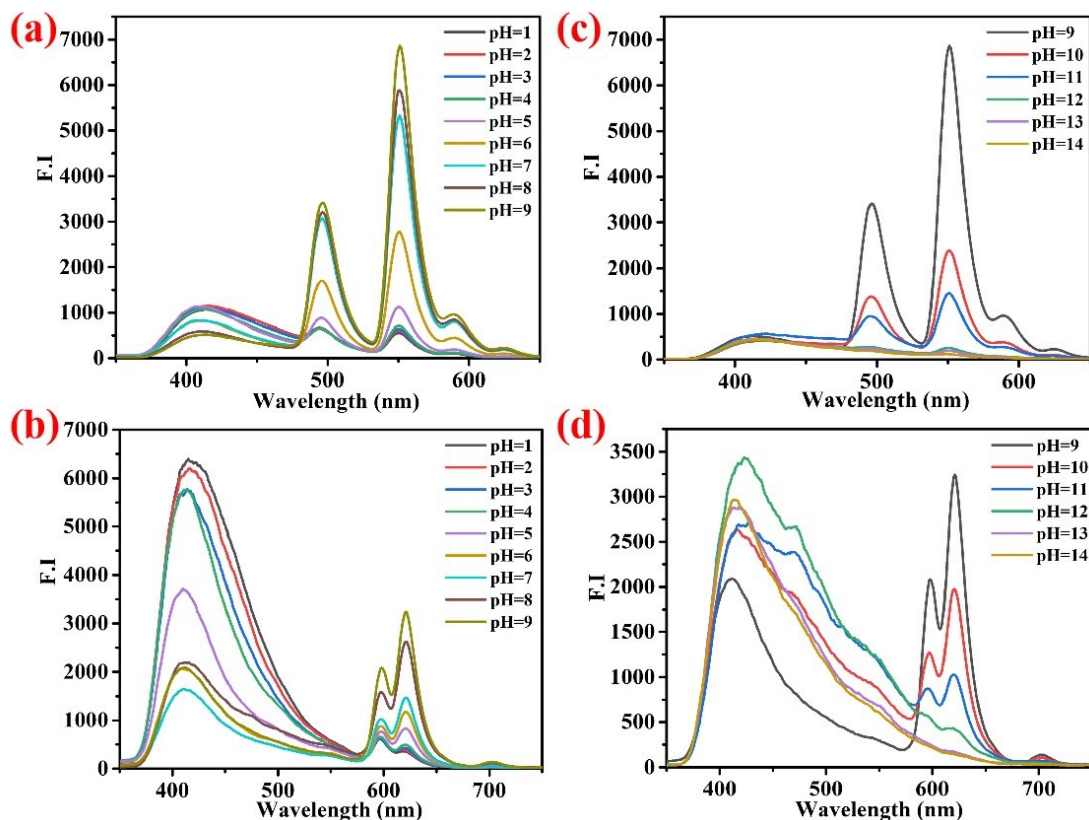 (a)
7000
6000
5000
4000
3000
2000
1000
0
F.I
400
500
600
Wavelength (nm)
pH=1
pH=2
pH=3
pH=4
pH=5
pH=6
pH=7
pH=8
pH=9
(c)
7000
6000
5000
4000
3000
2000
1000
0
F.I
400
500
600
Wavelength (nm)
pH=9
pH=10
pH=11
pH=12
pH=13
pH=14
(b)
7000
6000
5000
4000
3000
2000
1000
0
F.I
400
500
600
700
Wavelength (nm)
pH=1
pH=2
pH=3
pH=4
pH=5
pH=6
pH=7
pH=8
pH=9
(d)
3500
3000
2500
2000
1500
1000
500
0
F.I
400
500
600
700
Wavelength (nm)
pH=9
pH=10
pH=11
pH=12
pH=13
pH=14